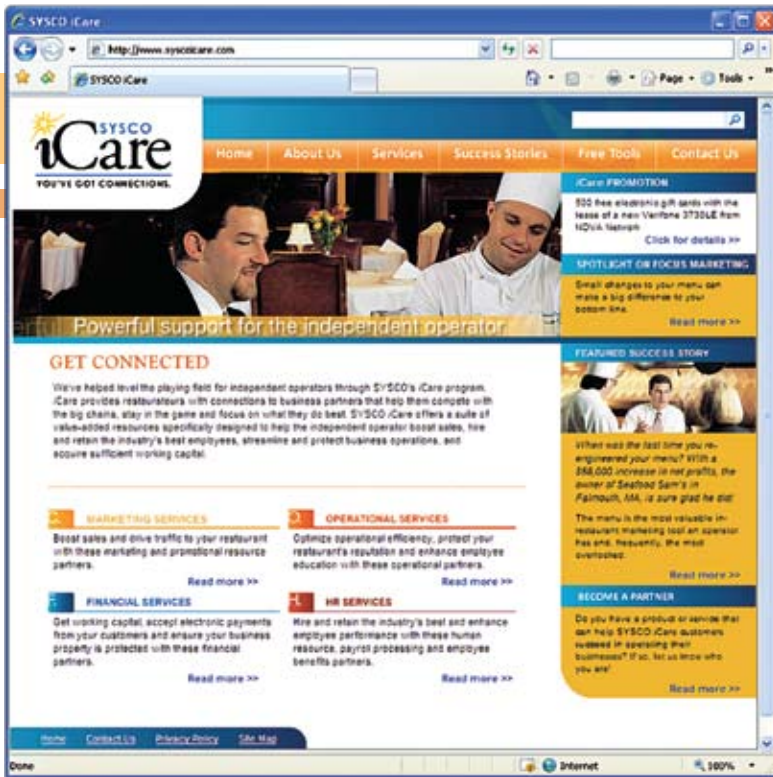 SYSCO iCare
http://www.syscoicare.com
SYSCO iCare
Page
Tools
SYSCO
iCare
YOU'VE GOT CONNECTIONS.
Home
About Us
Services
Success Stories
Free Tools
Contact Us
Powerful support for the independent operator
GET CONNECTED
We've helped level the playing field for independent operators through SYSCO's iCare program.
iCare provides restaurateurs with connections to business partners that help them compete with
the big chains, stay in the game and focus on what they do best. SYSCO iCare offers a suite of
value-added resources specifically designed to help the independent operator boost sales, hire
and retain the industry's best employees, streamline and protect business operations, and
acquire sufficient working capital.
MARKETING SERVICES
Boost sales and drive traffic to your restaurant
with these marketing and promotional resource
partners.
Read more >>
OPERATIONAL SERVICES
Optimize operational efficiency, protect your
restaurant's reputation and enhance employee
education with these operational partners.
Read more >>
FINANCIAL SERVICES
Get working capital, accept electronic payments
from your customers and ensure your business
property is protected with these financial
partners.
Read more >>
HR SERVICES
Hire and retain the industry's best and enhance
employee performance with these human
resource, payroll processing and employee
benefits partners.
Read more >>
iCare PROMOTION
500 free electronic gift cards with the
lease of a new Verifone 3730LE from
NOVA Network
Click for details >>
SPOTLIGHT ON FOCUS MARKETING
Small changes to your menu can
make a big difference to your
bottom line.
Read more >>
FEATURED SUCCESS STORY
When was the last time you re-
engineered your menu? With a
$68,000 increase in net profits, the
owner of Seafood Sam's in
Falmouth, MA, is sure glad he did!
The menu is the most valuable in-
restaurant marketing tool an operator
has and, frequently, the most
overlooked.
Read more >>
BECOME A PARTNER
Do you have a product or service that
can help SYSCO iCare customers
succeed in operating their
businesses? If so, let us know who
you are!
Read more >>
Home
Contact Us
Privacy Policy
Site Map
Done
Internet
100%